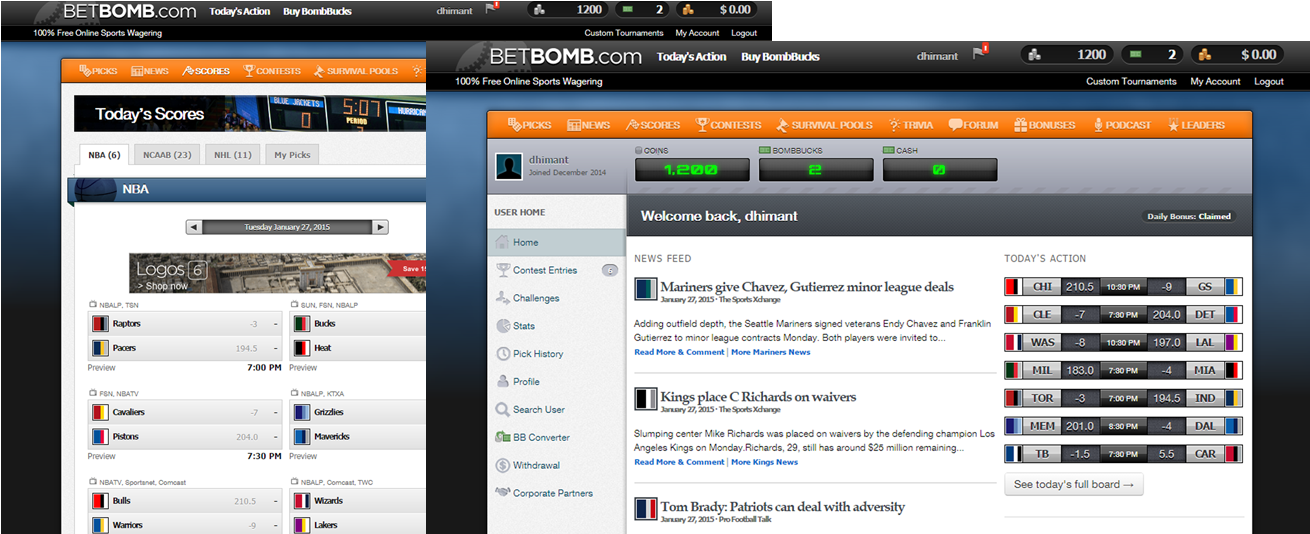 BETBOMB.com Today's Action Buy BombBucks dhimant 1200 2 $ 0.00
100% Free Online Sports Wagering Custom Tournaments My Account Logout
PICKS NEWS SCORES CONTESTS SURVIVAL POOLS
Today's Scores
BLUE JACKETS 0 5:07 PERIOD HURRICAN
NBA (6) NCAAB (23) NHL (11) My Picks
NBA
Tuesday January 27, 2015
Logos 6
> Shop now
Save 15
NBALP, TSN
Raptors -3 -
Pacers 194.5 -
Preview 7:00 PM
SUN, FSN, NBALP
Bucks
Heat
Preview
FSN, NBATV
Cavaliers -7 -
Pistons 204.0 -
Preview 7:30 PM
NBALP, KTXA
Grizzlies
Mavericks
Preview
NBATV, Sportsnet, Comcast
Bulls 210.5 -
Warriors -9 -
NBALP, Comcast, TWC
Wizards
Lakers
BETBOMB.com Today's Action Buy BombBucks dhimant 1 1200 2 $ 0.00
100% Free Online Sports Wagering Custom Tournaments My Account Logout
PICKS NEWS SCORES CONTESTS SURVIVAL POOLS TRIVIA FORUM BONUSES PODCAST LEADERS
dhimant
Joined December 2014
COINS BOMBBUCKS CASH
1,200 2 0
USER HOME
Home
Contest Entries 6
Challenges
Stats
Pick History
Profile
Search User
BB Converter
Withdrawal
Corporate Partners
Welcome back, dhimant Daily Bonus: Claimed
NEWS FEED
Mariners give Chavez, Gutierrez minor league deals
January 27, 2015 · The Sports Xchange
Adding outfield depth, the Seattle Mariners signed veterans Endy Chavez and Franklin
Gutierrez to minor league contracts Monday. Both players were invited to...
Read More & Comment | More Mariners News
Kings place C Richards on waivers
January 27, 2015 · The Sports Xchange
Slumping center Mike Richards was placed on waivers by the defending champion Los
Angeles Kings on Monday.Richards, 29, still has around $25 million remaining...
Read More & Comment | More Kings News
Tom Brady: Patriots can deal with adversity
January 27, 2015 · Pro Football Talk
TODAY'S ACTION
CHI 210.5 10:30 PM -9 GS
CLE -7 7:30 PM 204.0 DET
WAS -8 10:30 PM 197.0 LAL
MIL 183.0 7:30 PM -4 MIA
TOR -3 7:00 PM 194.5 IND
MEM 201.0 8:30 PM -4 DAL
TB -1.5 7:30 PM 5.5 CAR
See today's full board →